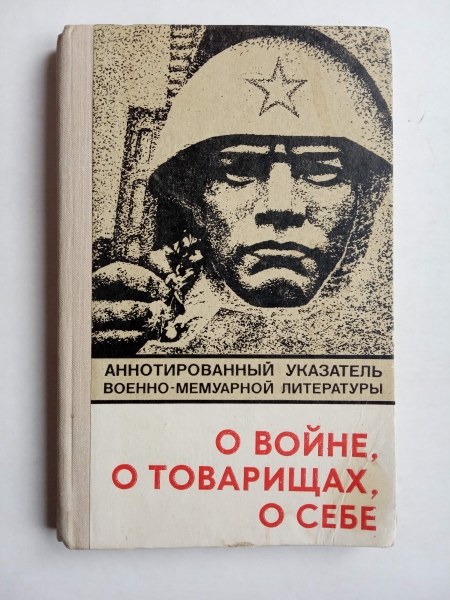 АННОТИРОВАННЫЙ УКАЗАТЕЛЬ
ВОЕННО-МЕМУАРНОЙ ЛИТЕРАТУРЫ
О ВОЙНЕ,
О ТОВАРИЩАХ,
О СЕБЕ